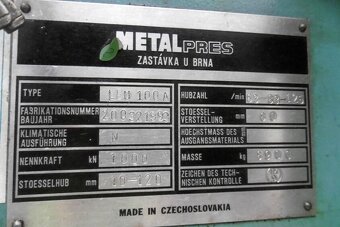 METALPRES
ZASTÁVKA U BRNA
TYPE
HUBZAHL /min
FABRIKATIONSNUMMER
BAUJAHR
STOESSEL-
VERSTELLUNG mm
KLIMATISCHE
AUSFÜHRUNG N
HOECHSTMASS DES
AUSGANGSMATERIALS
NENNKRAFT kN 1000
MASSE kg
STOESSELHUB mm
ZEICHEN DES TECH-
NISCHEN KONTROLLE
MADE IN CZECHOSLOVAKIA